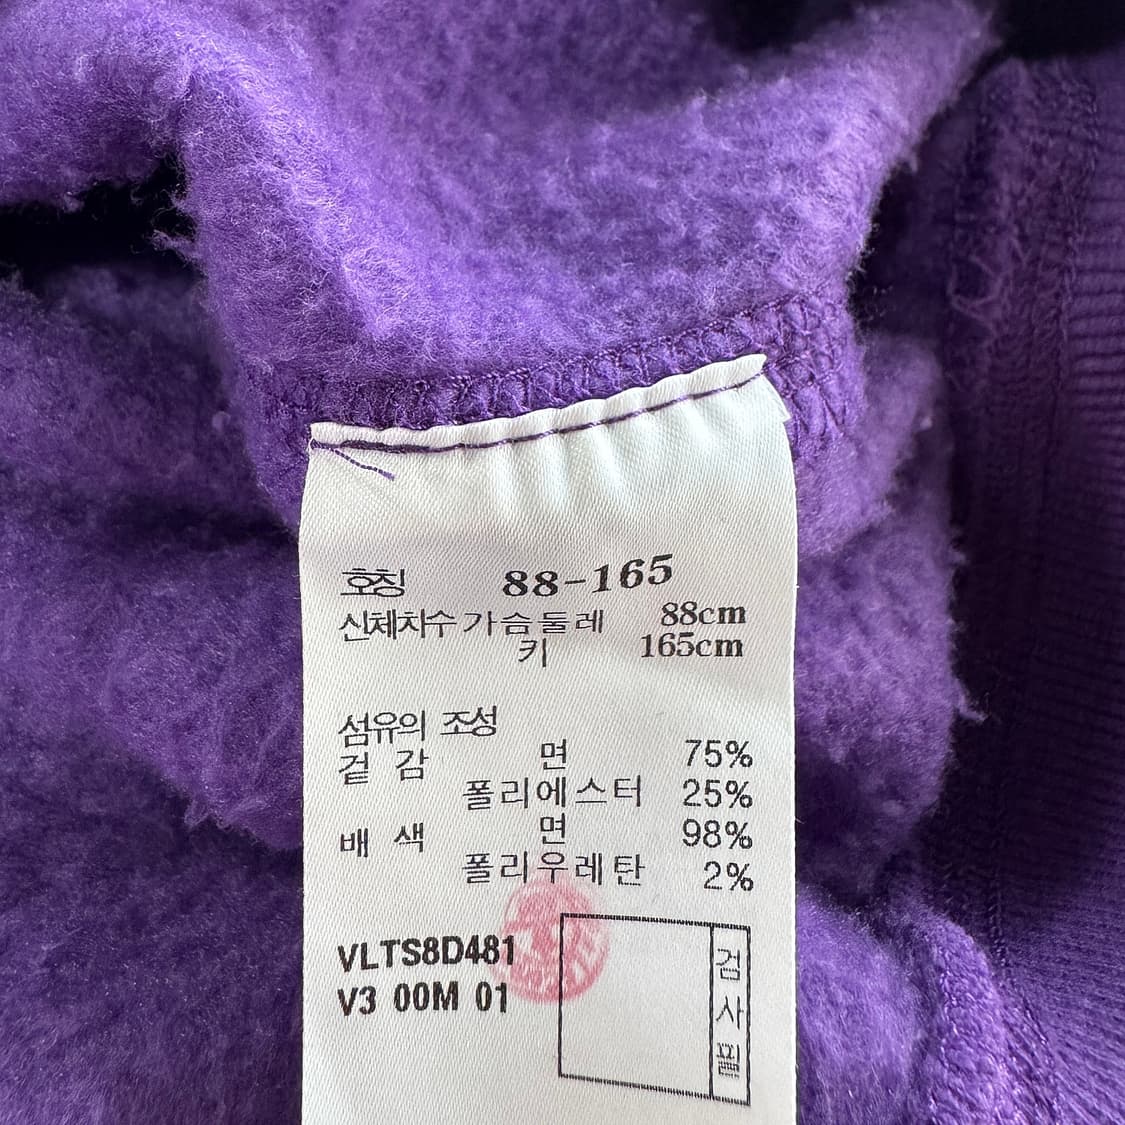 호칭 88-165
신체치수 가슴둘레 88cm
키 165cm
섬유의 조성
겉 감 면 75%
폴리에스터 25%
배 색 면 98%
폴리우레탄 2%
VLTS8D481
V3 00M 01
검사필